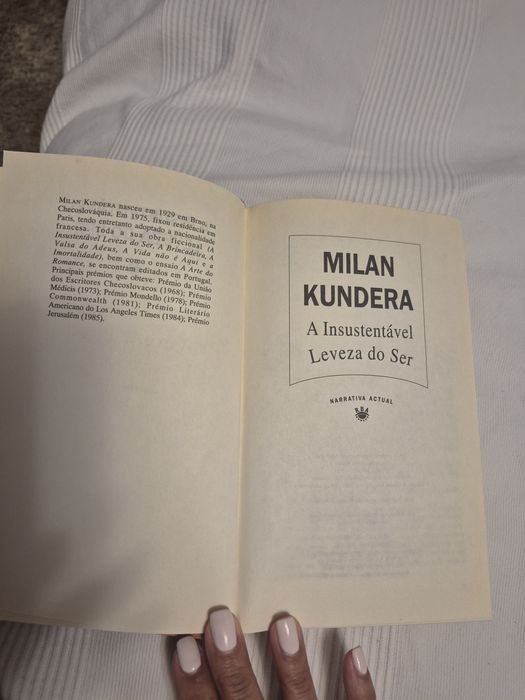 MILAN KUNDERA nasceu em 1929 em Brno, na
Checoslováquia. Em 1975, fixou residência em
Paris, tendo entretanto adoptado a nacionalidade
francesa. Toda a sua obra ficcional (A
Insustentável Leveza do Ser, A Brincadeira, A
Valsa do Adeus, A Vida não é Aqui e a
Imortalidade), bem como o ensaio A Arte do
Romance, se encontram editados em Portugal.
Principais prémios que obteve: Prémio da União
dos Escritores Checoslovacos (1968); Prémio
Médicis (1973); Prémio Mondello (1978); Prémio
Commonwealth (1981); Prémio Literário
Americano do Los Angeles Times (1984); Prémio
Jerusalém (1985).
MILAN
KUNDERA
A Insustentável
Leveza do Ser
NARRATIVA ACTUAL
RBA